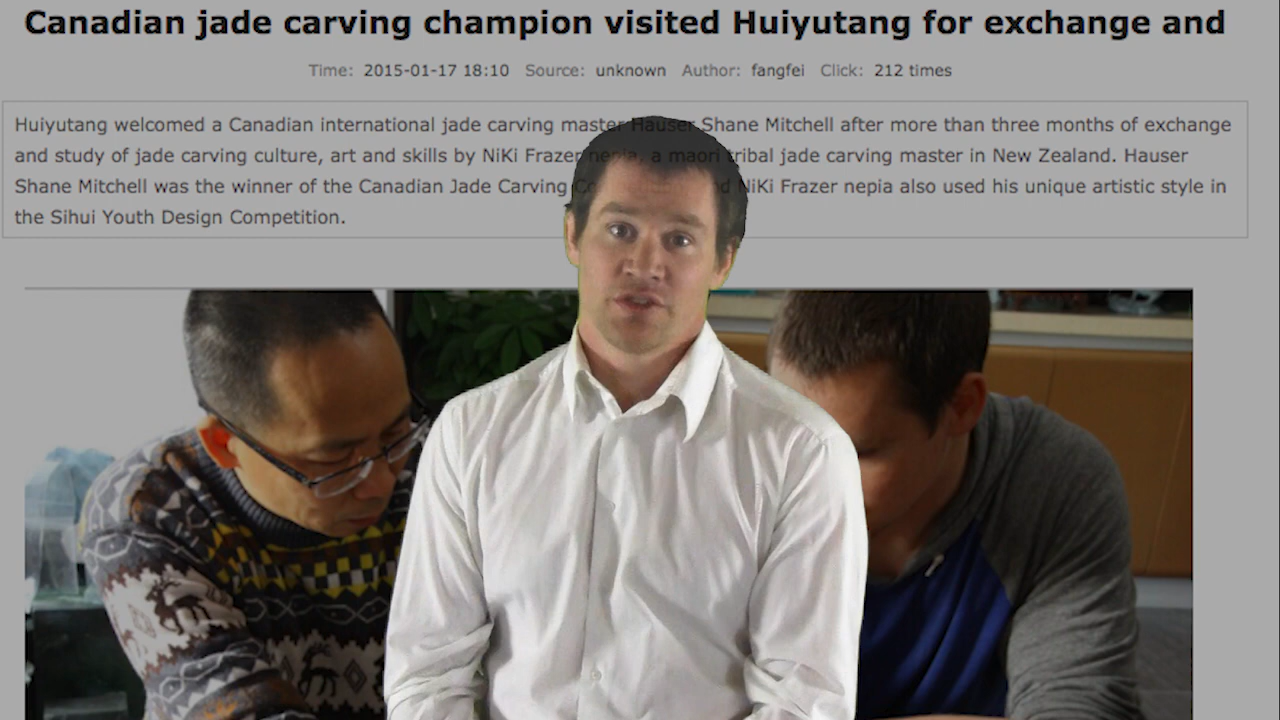 Canadian jade carving champion visited Huiyutang for exchange and
Time: 2015-01-17 18:10 Source: unknown Author: fangfei Click: 212 times
Huiyutang welcomed a Canadian international jade carving master Hauser Shane Mitchell after more than three months of exchange
and study of jade carving culture, art and skills by NiKi Frazer nepia, a maori tribal jade carving master in New Zealand. Hauser
Shane Mitchell was the winner of the Canadian Jade Carving NiKi Frazer nepia also used his unique artistic style in
the Sihui Youth Design Competition.